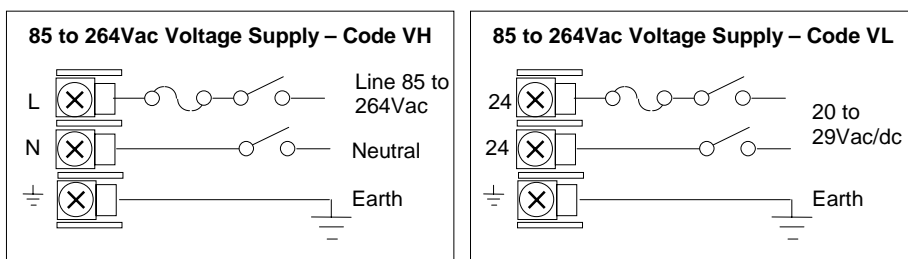 85 to 264Vac Voltage Supply – Code VH
L
Line 85 to
264Vac
N
Neutral
Earth
85 to 264Vac Voltage Supply – Code VL
24
20 to
29Vac/dc
24
Earth